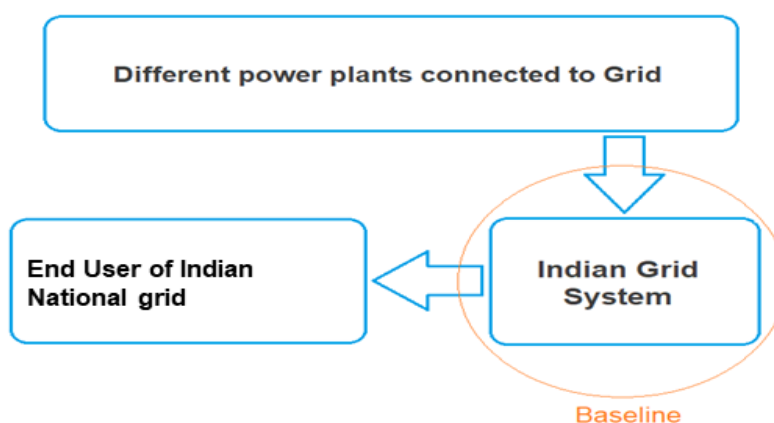 Different power plants connected to Grid
End User of Indian
National grid
Indian Grid
System
Baseline